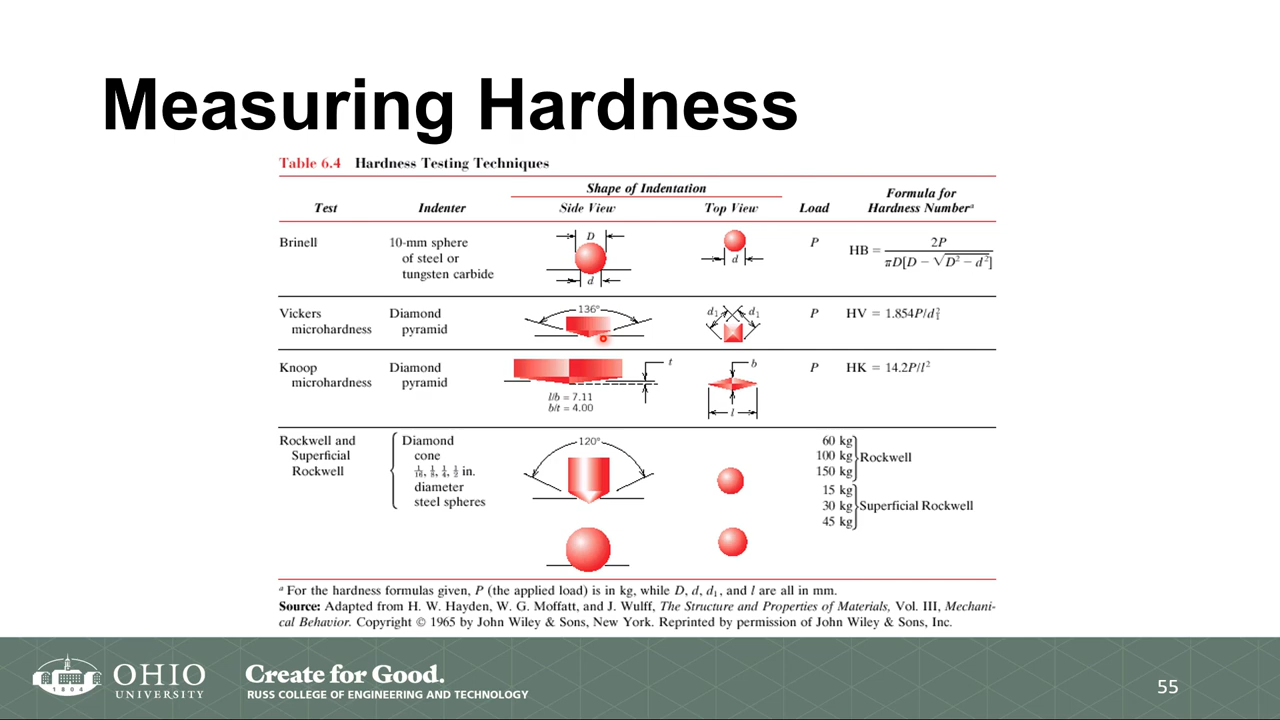 Measuring Hardness
Table 6.4 Hardness Testing Techniques
Shape of Indentation
Test Indenter Side View Top View Load Formula for Hardness Numberᵃ
Brinell 10-mm sphere of steel or tungsten carbide D d d P HB = 2P / πD[D − √D² − d²]
Vickers microhardness Diamond pyramid 136° d₁ d₁ P HV = 1.854P/d₁²
Knoop microhardness Diamond pyramid t b P HK = 14.2P/l²
l/b = 7.11
b/t = 4.00
l
Rockwell and Superficial Rockwell
Diamond cone
1/16, 1/8, 1/4, 1/2 in. diameter steel spheres
120°
60 kg
100 kg Rockwell
150 kg
15 kg
30 kg Superficial Rockwell
45 kg
ᵃ For the hardness formulas given, P (the applied load) is in kg, while D, d, d₁, and l are all in mm.
Source: Adapted from H. W. Hayden, W. G. Moffatt, and J. Wulff, The Structure and Properties of Materials, Vol. III, Mechani-
cal Behavior. Copyright © 1965 by John Wiley & Sons, New York. Reprinted by permission of John Wiley & Sons, Inc.
1804
OHIO
UNIVERSITY
Create for Good.
RUSS COLLEGE OF ENGINEERING AND TECHNOLOGY
55